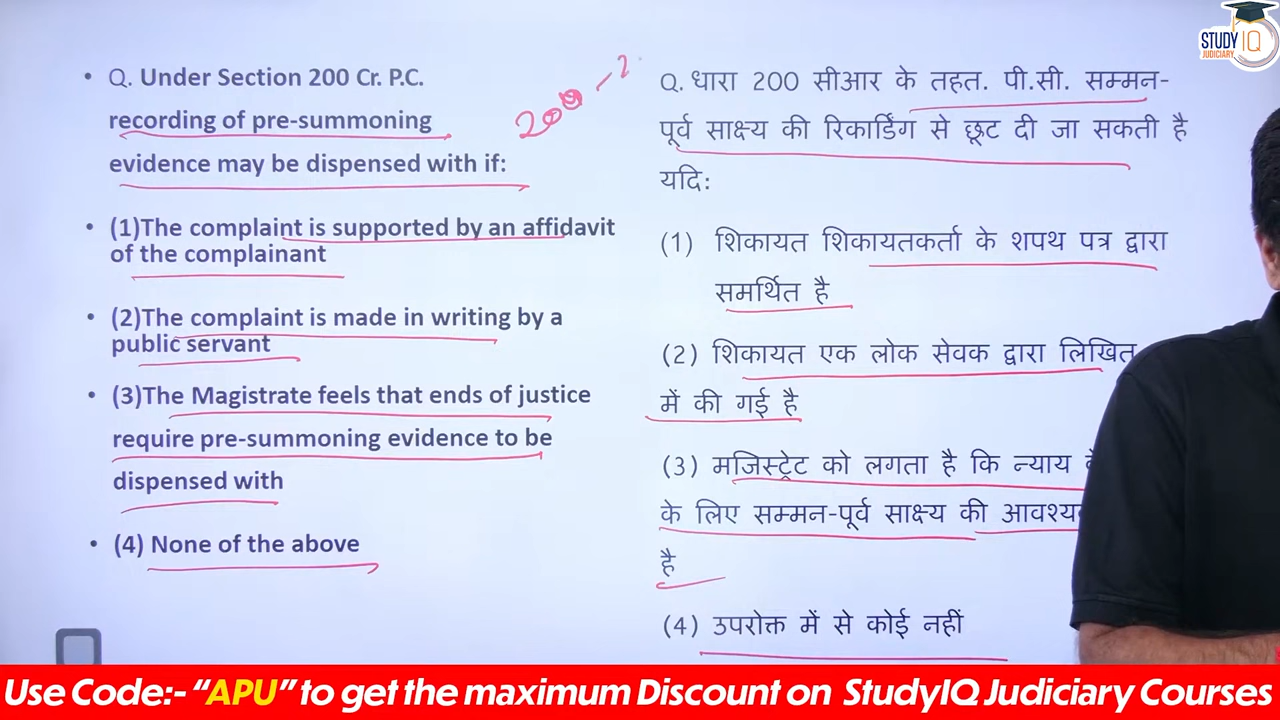 STUDY IQ
JUDICIARY
• Q. Under Section 200 Cr. P.C.
recording of pre-summoning
evidence may be dispensed with if:
• (1)The complaint is supported by an affidavit
of the complainant
• (2)The complaint is made in writing by a
public servant
• (3)The Magistrate feels that ends of justice
require pre-summoning evidence to be
dispensed with
• (4) None of the above
200 – 2
Q. धारा 200 सीआर के तहत. पी.सी. सम्मन-
पूर्व साक्ष्य की रिकार्डिंग से छूट दी जा सकती है
यदि:
(1) शिकायत शिकायतकर्ता के शपथ पत्र द्वारा
समर्थित है
(2) शिकायत एक लोक सेवक द्वारा लिखित
में की गई है
(3) मजिस्ट्रेट को लगता है कि न्याय
के लिए सम्मन-पूर्व साक्ष्य की
है
(4) उपरोक्त में से कोई नहीं
Use Code:- “APU” to get the maximum Discount on StudyIQ Judiciary Courses